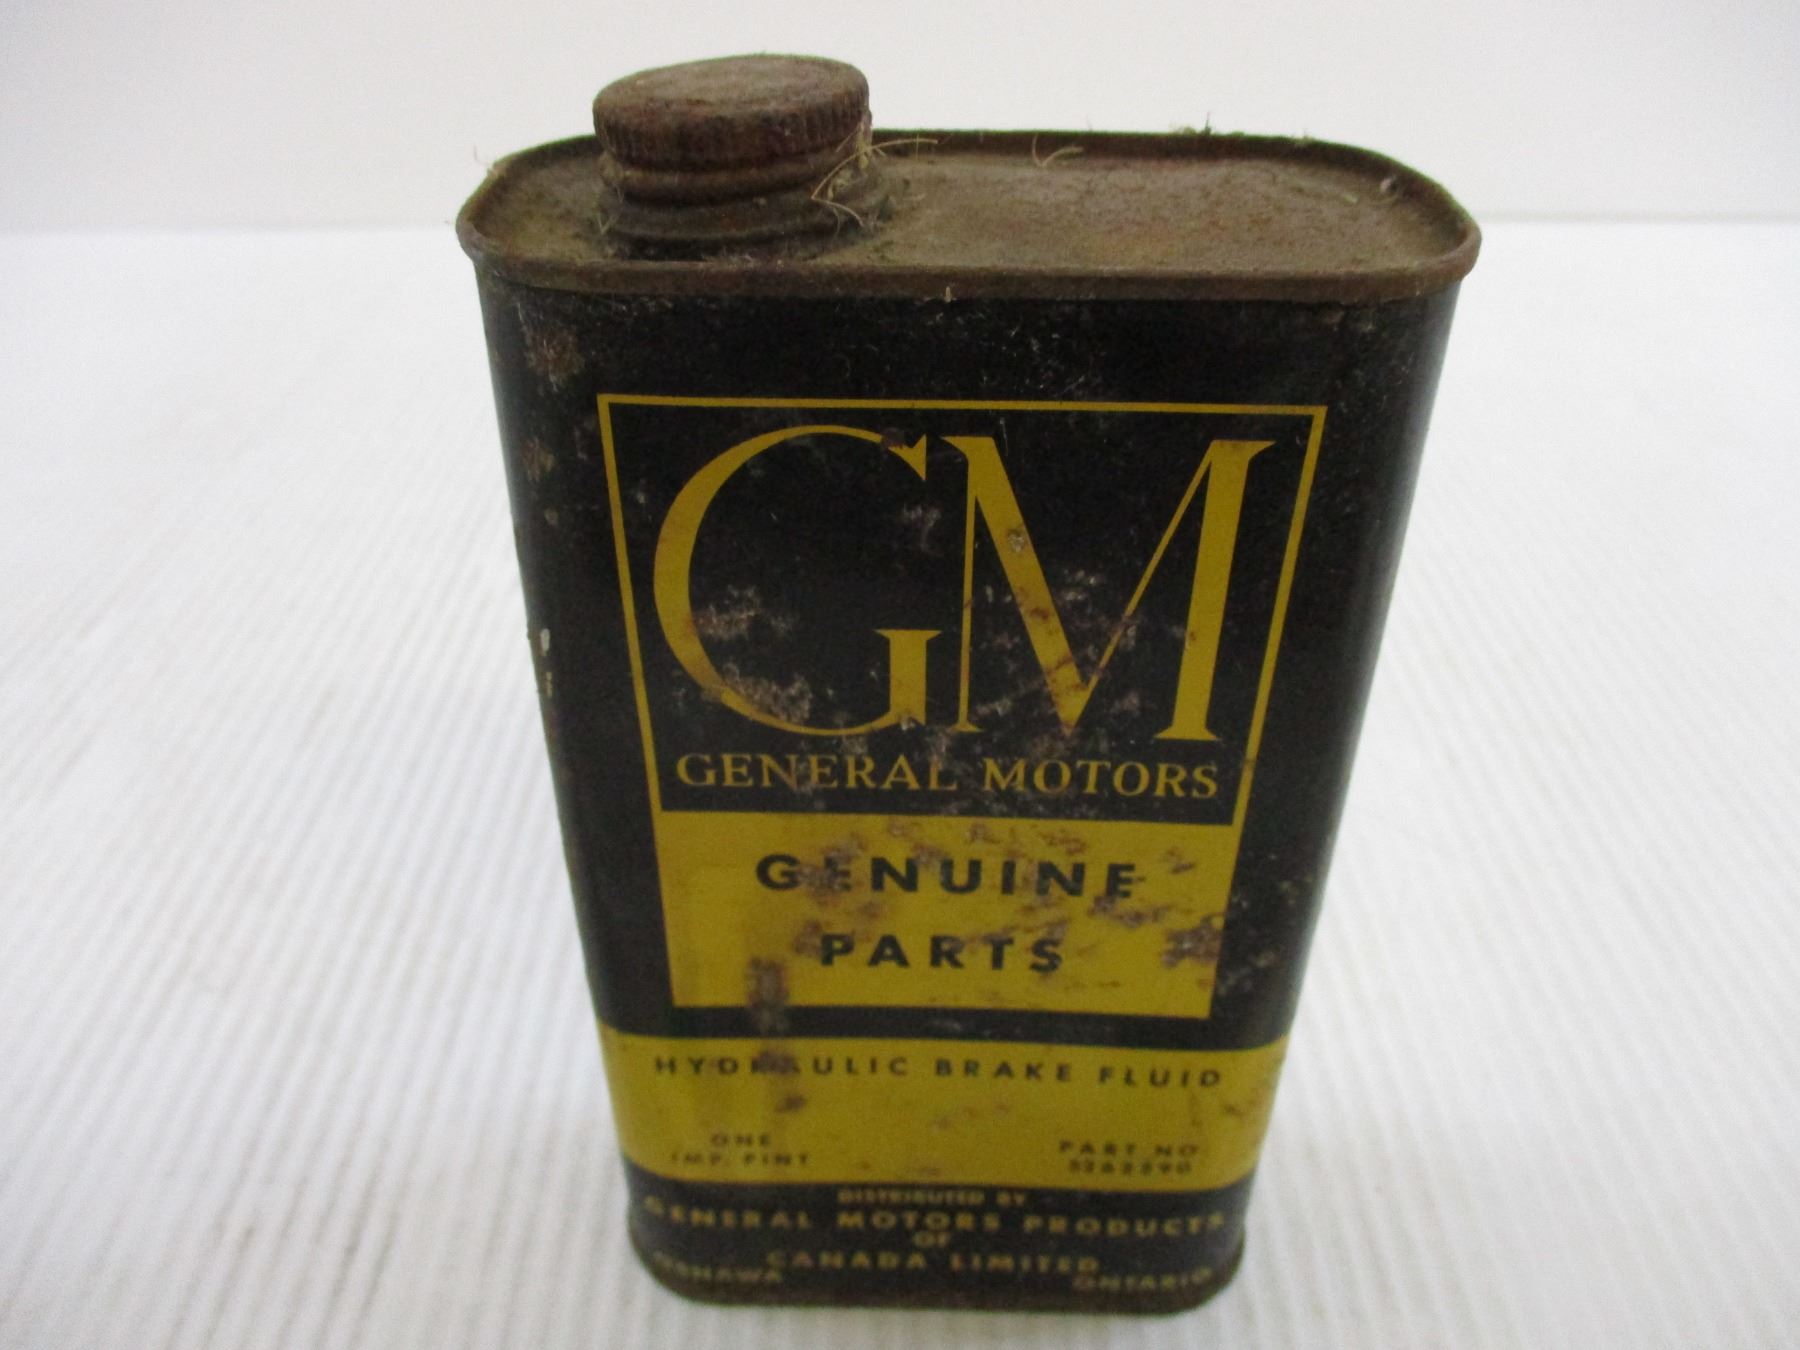 GM
GENERAL MOTORS
GENUINE
PARTS
HYDRAULIC BRAKE FLUID
ONE
IMP. PINT
PART NO
DISTRIBUTED BY
GENERAL MOTORS PRODUCTS
OF
CANADA LIMITED
OSHAWA ONTARIO